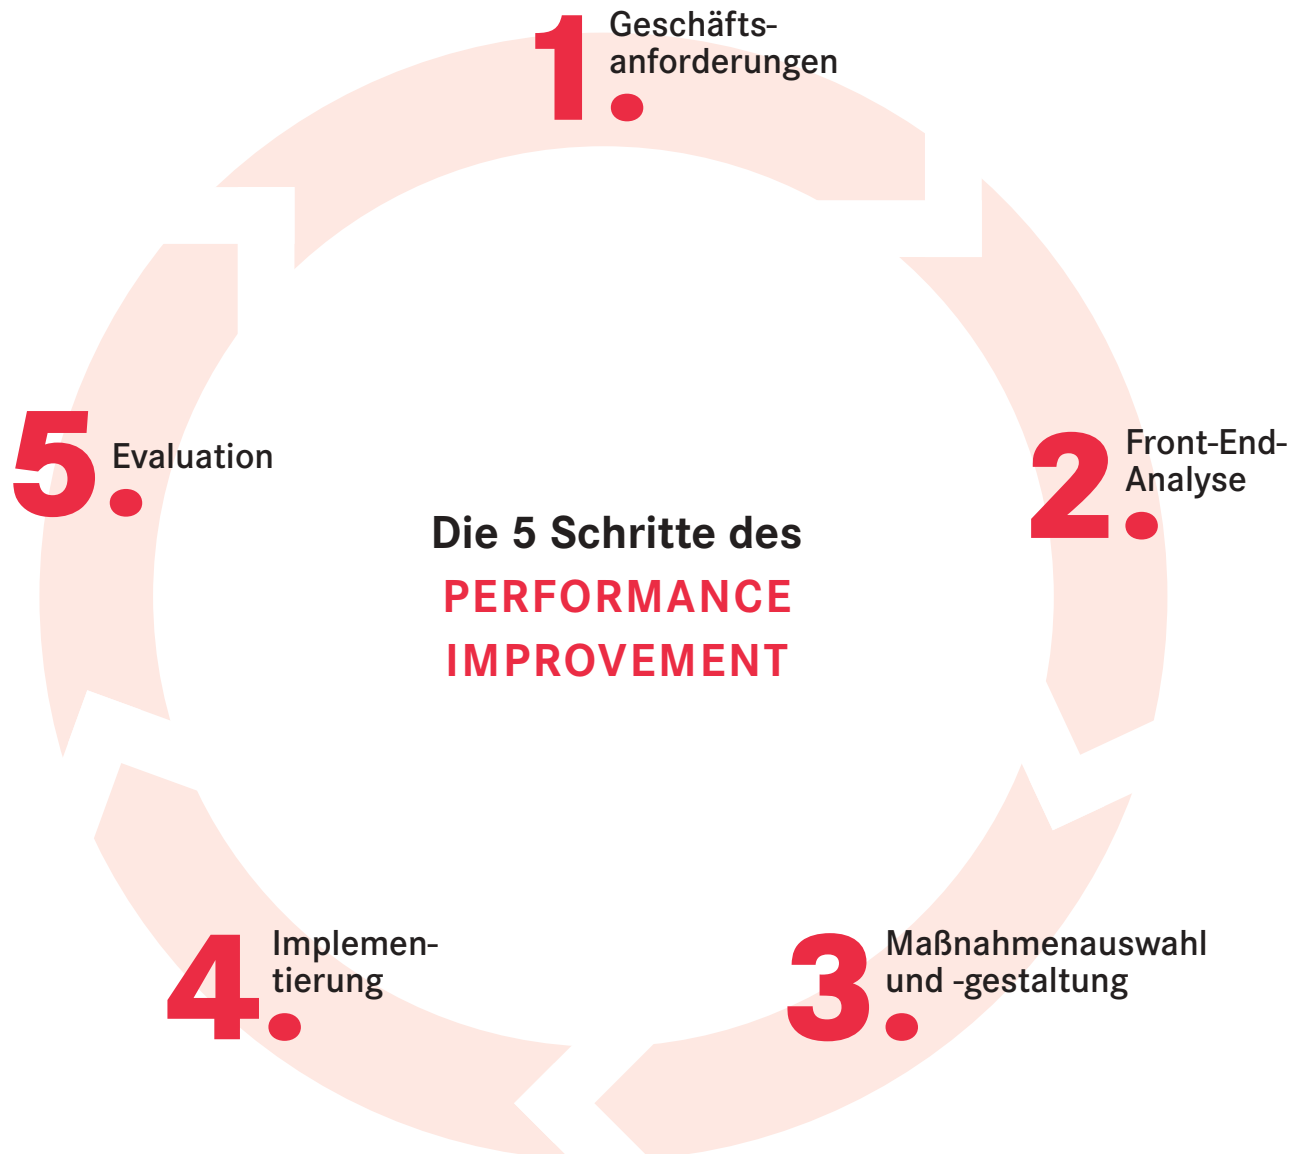 1.
Geschäfts-
anforderungen
2.
Front-End-
Analyse
3.
Maßnahmenauswahl
und -gestaltung
4.
Implemen-
tierung
5.
Evaluation
Die 5 Schritte des
PERFORMANCE
IMPROVEMENT